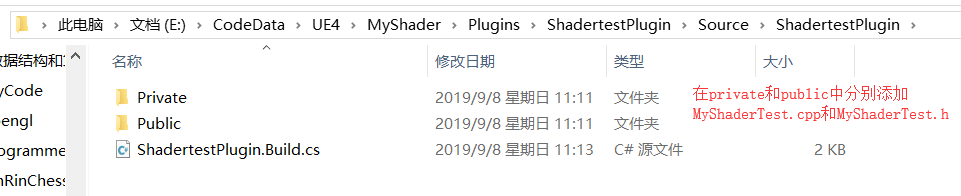 此电脑 › 文档 (E:) › CodeData › UE4 › MyShader › Plugins › ShadertestPlugin › Source › ShadertestPlugin ›
名称 修改日期 类型 大小
Private 2019/9/8 星期日 11:11 文件夹
Public 2019/9/8 星期日 11:11 文件夹
ShadertestPlugin.Build.cs 2019/9/8 星期日 11:13 C# 源文件 2 KB
在private和public中分别添加
MyShaderTest.cpp和MyShaderTest.h
数据结构和
yCode
engl
ogramme
nRinChess